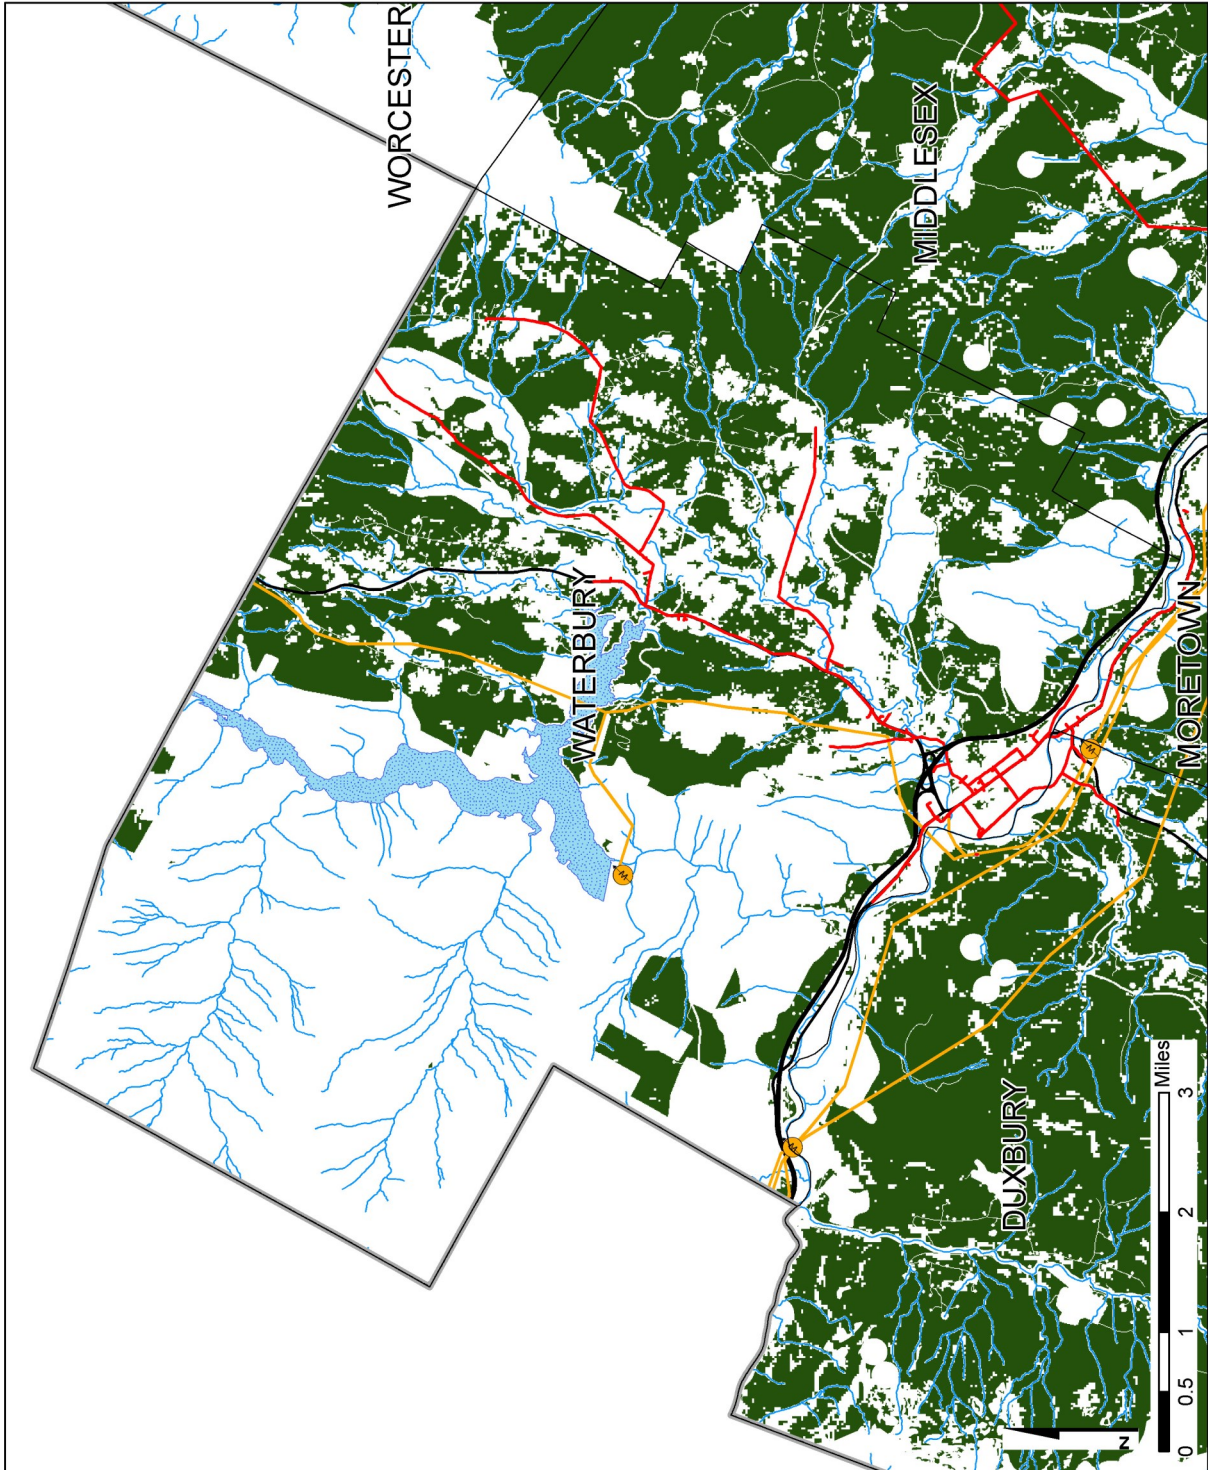 WORCESTER
WATERBURY
MIDDLESEX
DUXBURY
MORETOWN
M
M
M
N
0 0.5 1 2 3
Miles